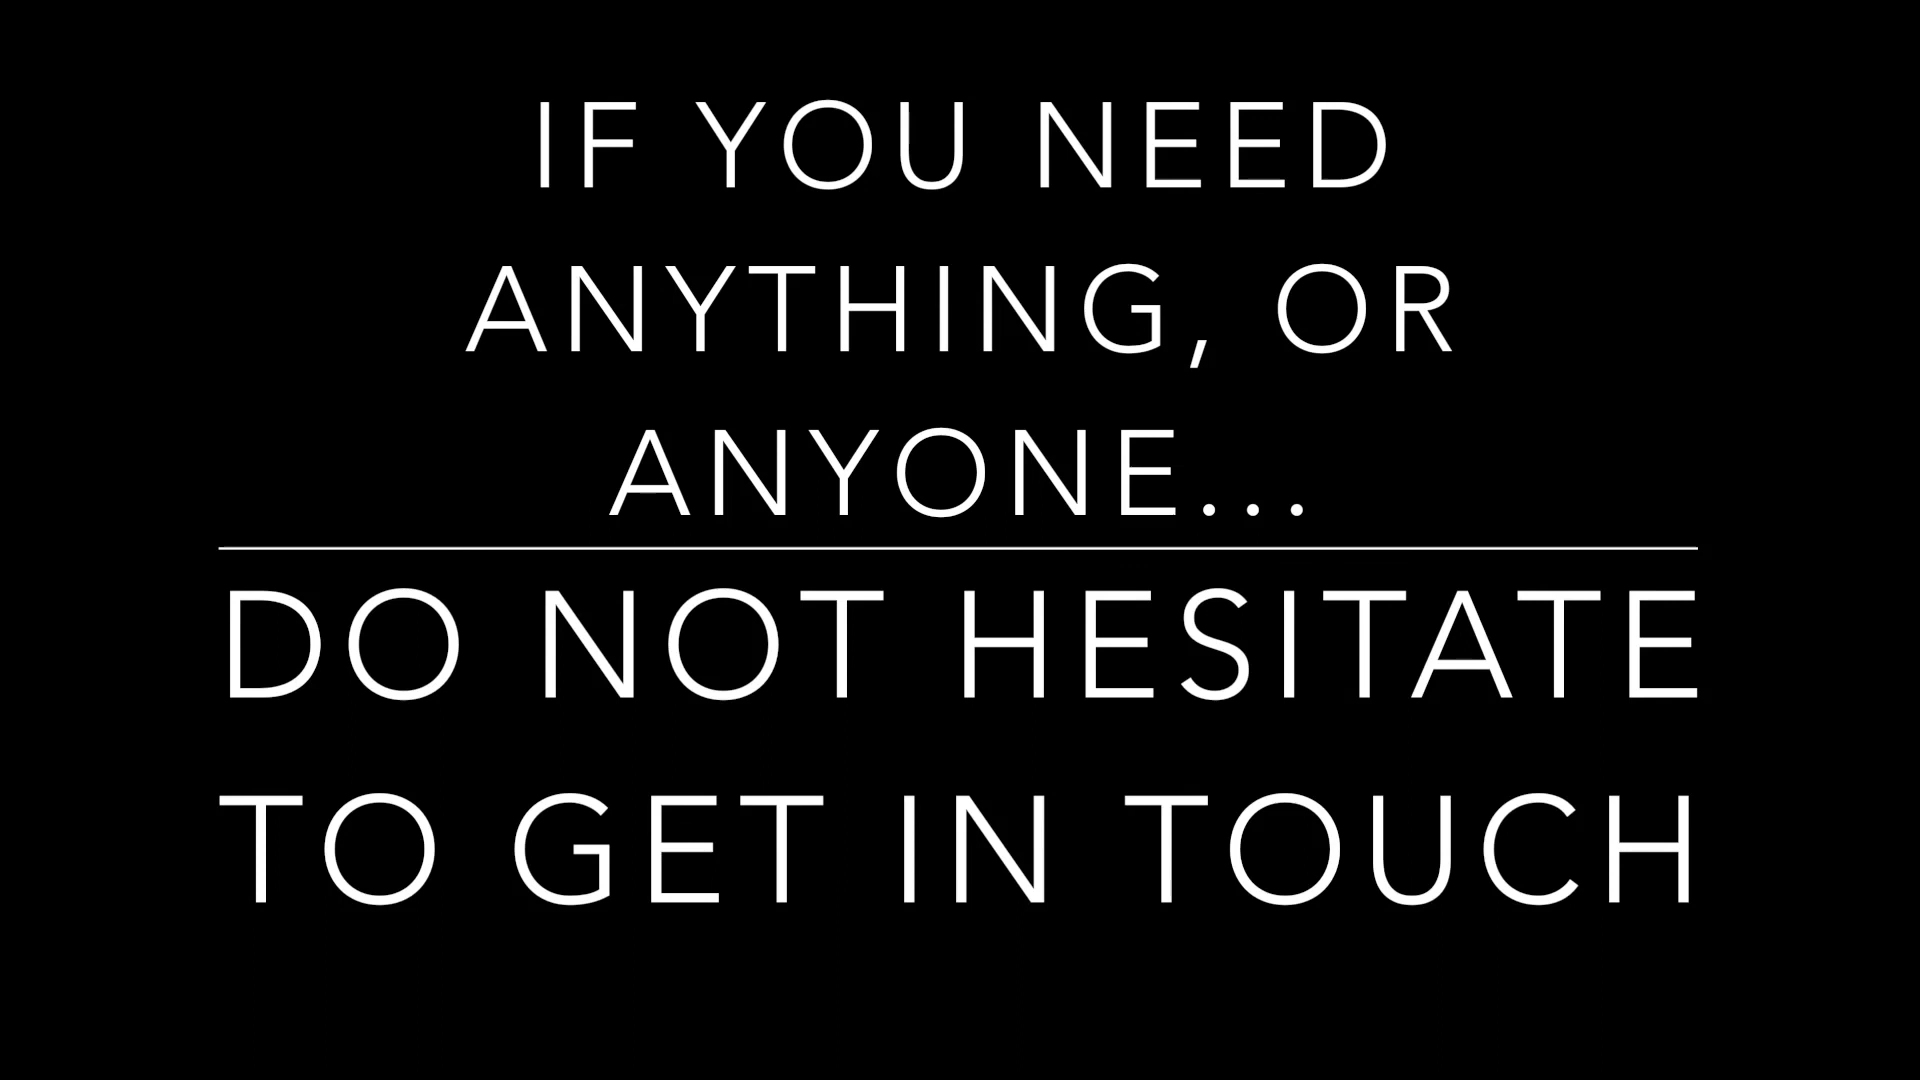 IF YOU NEED
ANYTHING, OR
ANYONE...
DO NOT HESITATE
TO GET IN TOUCH